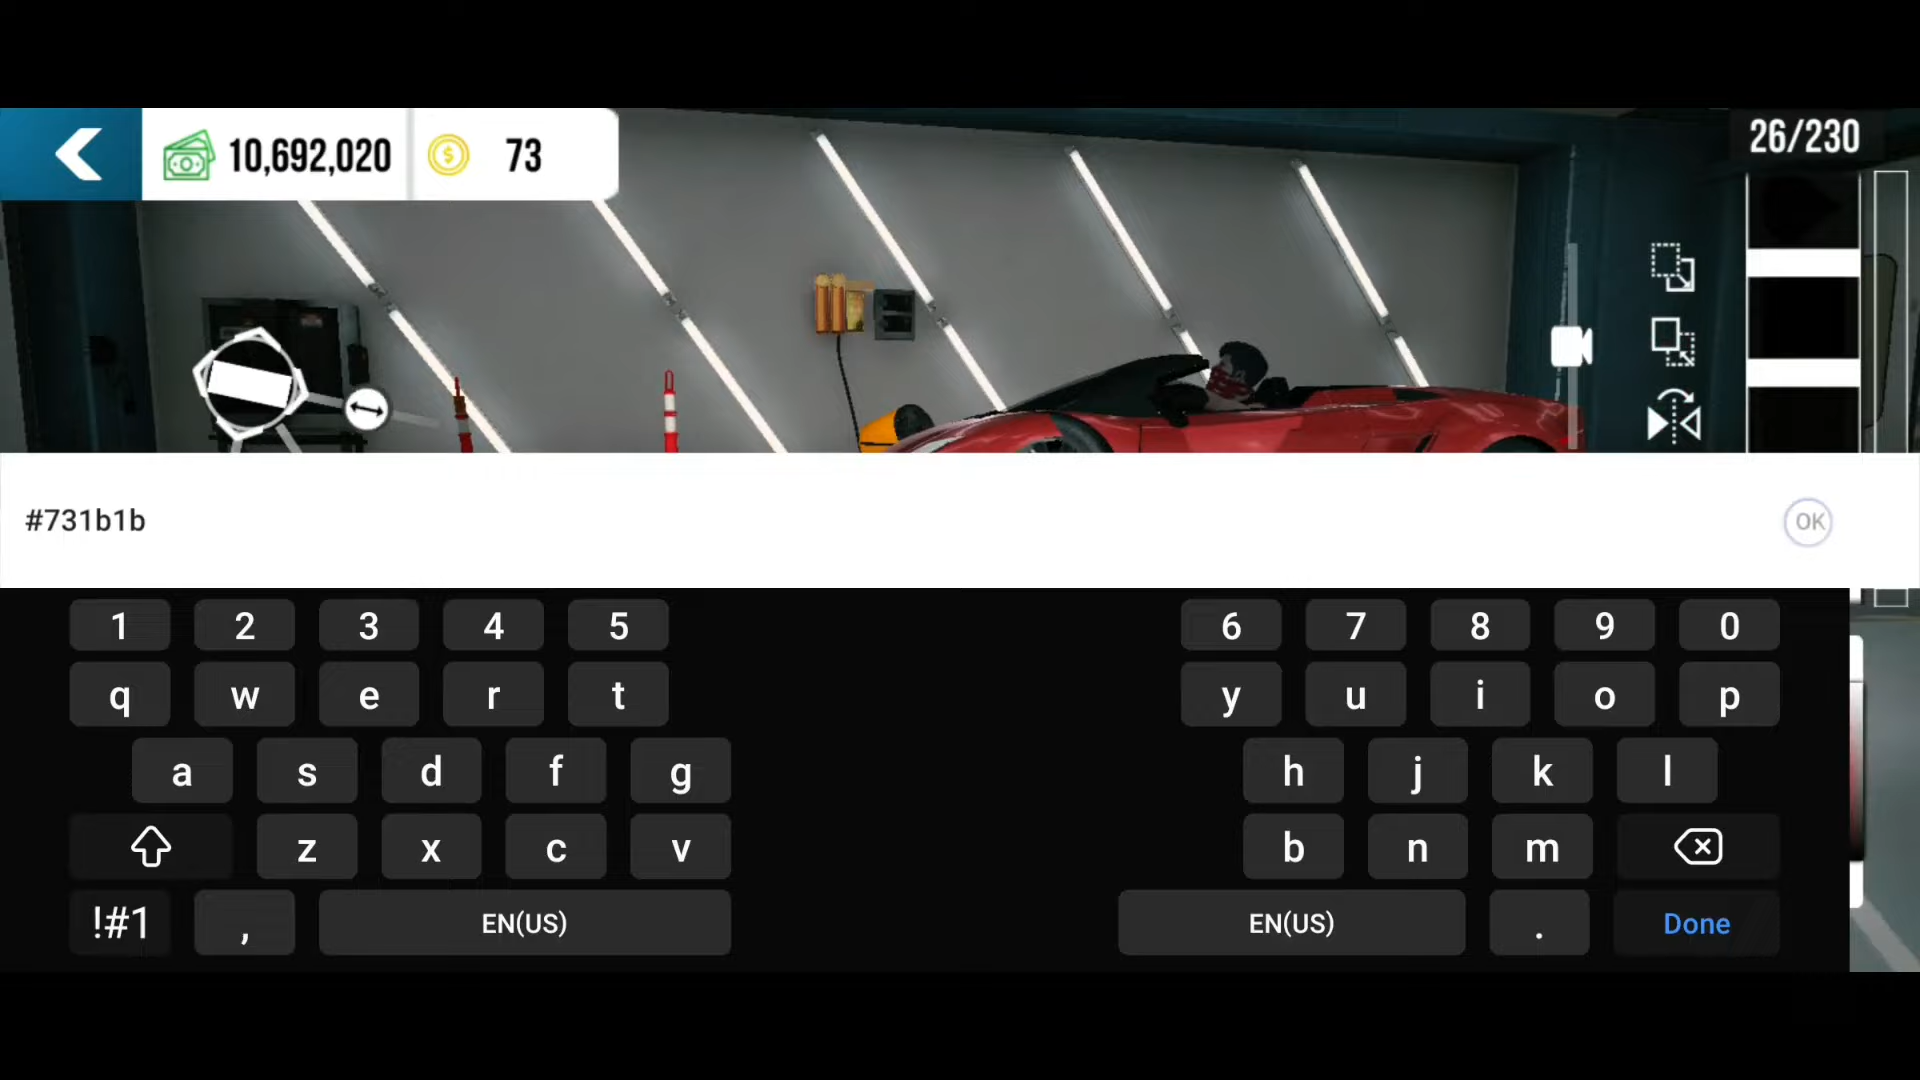 10,692,020
73
26/230
#731b1b
OK
1 2 3 4 5 6 7 8 9 0
q w e r t y u i o p
a s d f g h j k l
z x c v b n m
!#1 , EN(US) EN(US) . Done